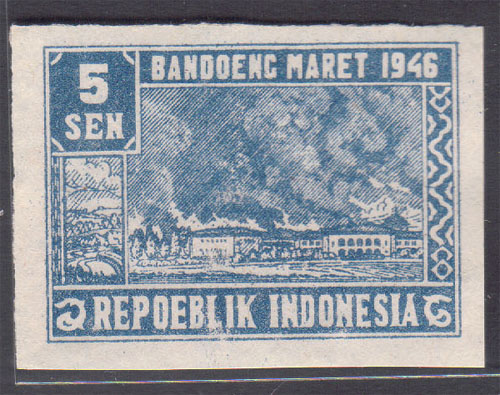 5
SEN
BANDOENG MARET 1946
REPOEBLIK INDONESIA